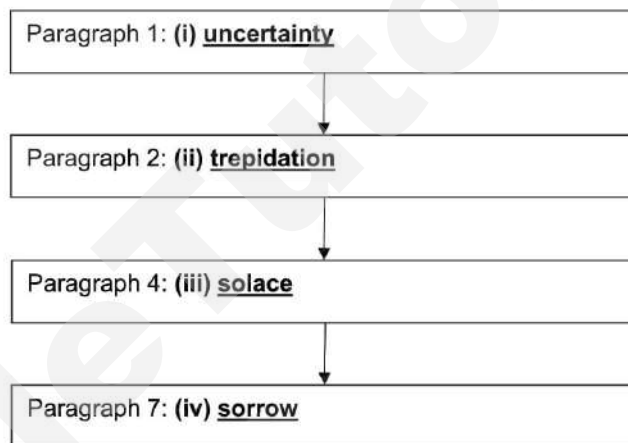 Paragraph 1: (i) uncertainty
Paragraph 2: (ii) trepidation
Paragraph 4: (iii) solace
Paragraph 7: (iv) sorrow